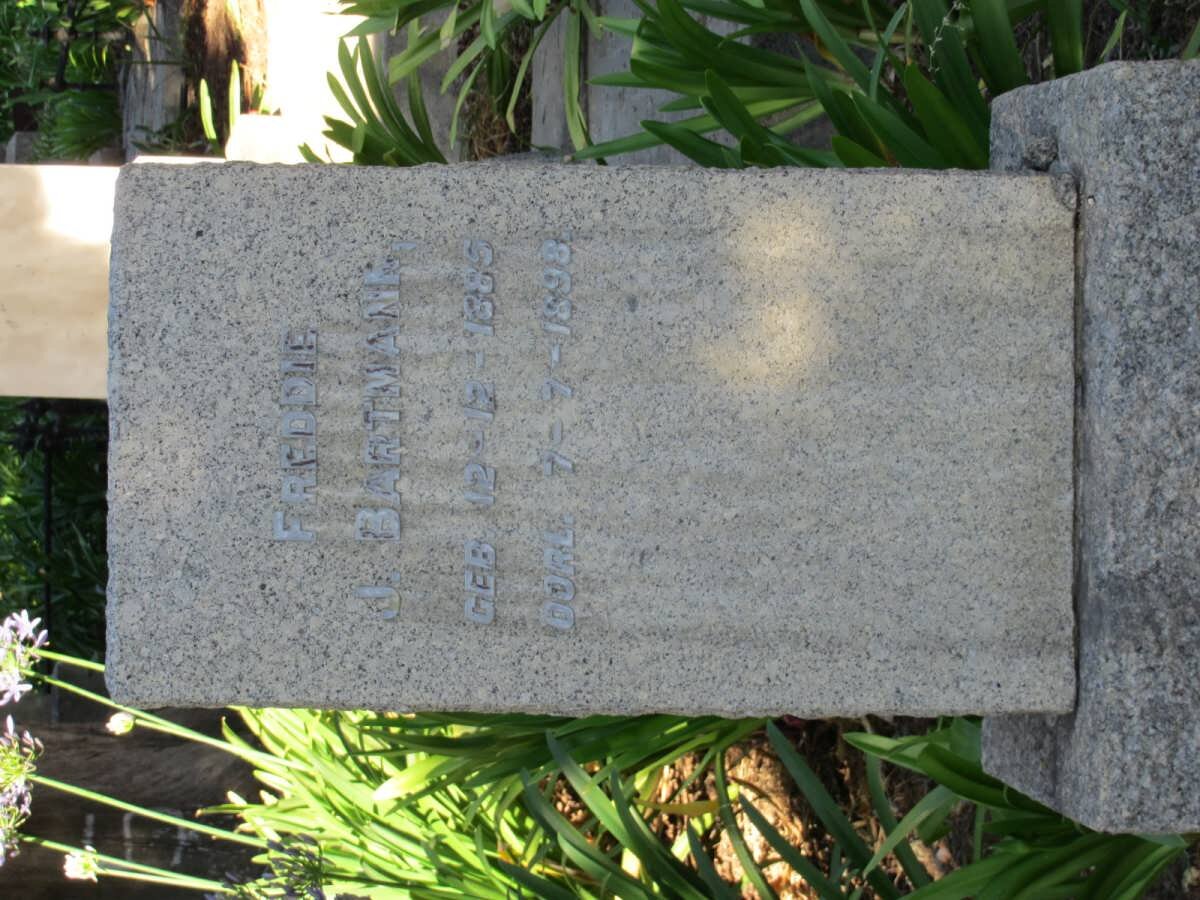 FREDDIE
J. BARTMANN
GEB. 12-12-1885
OORL. 7-7-1898.